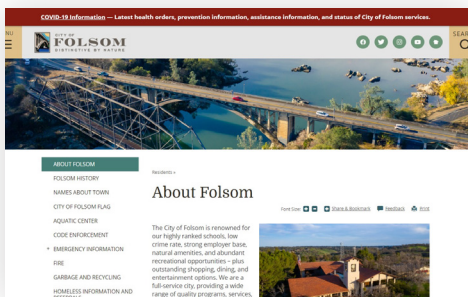 COVID-19 Information — Latest health orders, prevention information, assistance information, and status of City of Folsom services.
NU
SEAR
CITY OF
FOLSOM
DISTINCTIVE BY NATURE
ABOUT FOLSOM
FOLSOM HISTORY
NAMES ABOUT TOWN
CITY OF FOLSOM FLAG
AQUATIC CENTER
CODE ENFORCEMENT
+ EMERGENCY INFORMATION
FIRE
GARBAGE AND RECYCLING
HOMELESS INFORMATION AND
REFERRALS
Residents »
About Folsom
Font Size: + - Share & Bookmark Feedback Print
The City of Folsom is renowned for
our highly ranked schools, low
crime rate, strong employer base,
natural amenities, and abundant
recreational opportunities – plus
outstanding shopping, dining, and
entertainment options. We are a
full-service city, providing a wide
range of quality programs, services,